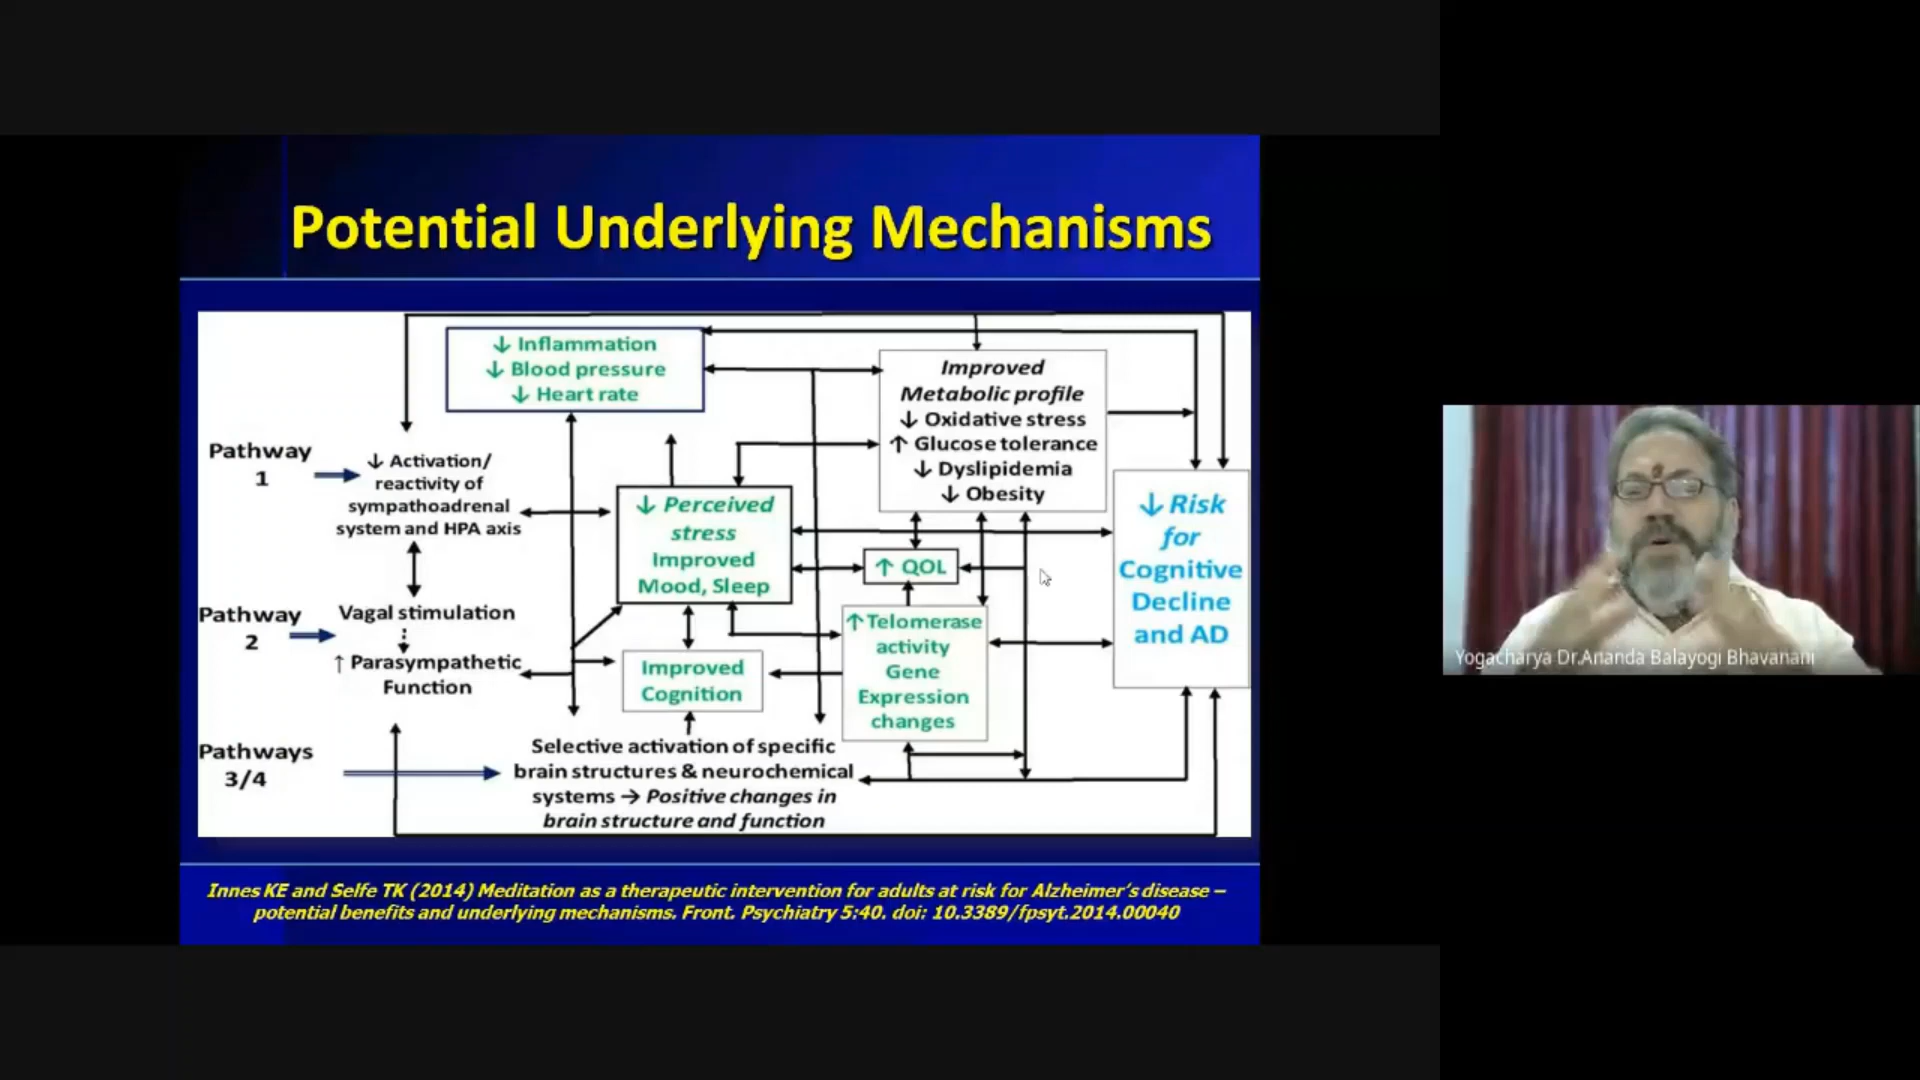 Potential Underlying Mechanisms
↓ Inflammation
↓ Blood pressure
↓ Heart rate
Improved
Metabolic profile
↓ Oxidative stress
↑ Glucose tolerance
↓ Dyslipidemia
↓ Obesity
Pathway
1
↓ Activation/
reactivity of
sympathoadrenal
system and HPA axis
↓ Perceived
stress
Improved
Mood, Sleep
↑ QOL
↓ Risk
for
Cognitive
Decline
and AD
Pathway
2
Vagal stimulation
↑ Parasympathetic
Function
Improved
Cognition
↑Telomerase
activity
Gene
Expression
changes
Pathways
3/4
Selective activation of specific
brain structures & neurochemical
systems → Positive changes in
brain structure and function
Innes KE and Selfe TK (2014) Meditation as a therapeutic intervention for adults at risk for Alzheimer's disease –
potential benefits and underlying mechanisms. Front. Psychiatry 5:40. doi: 10.3389/fpsyt.2014.00040
Yogacharya Dr.Ananda Balayogi Bhavanani